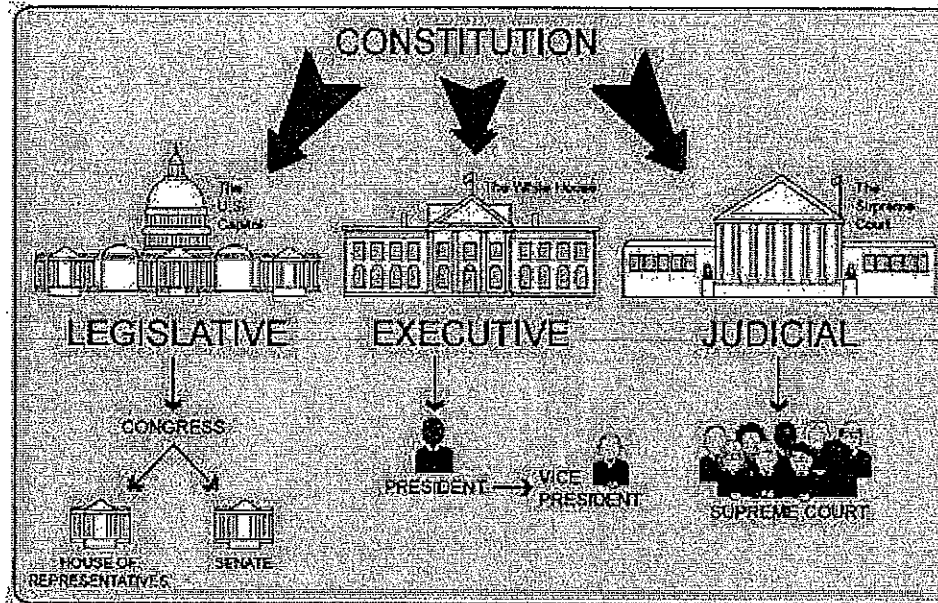 CONSTITUTION
The
U.S.
Capitol
The White House
The
Supreme
Court
LEGISLATIVE
EXECUTIVE
JUDICIAL
CONGRESS
PRESIDENT
VICE
PRESIDENT
SUPREME COURT
HOUSE OF
REPRESENTATIVES
SENATE